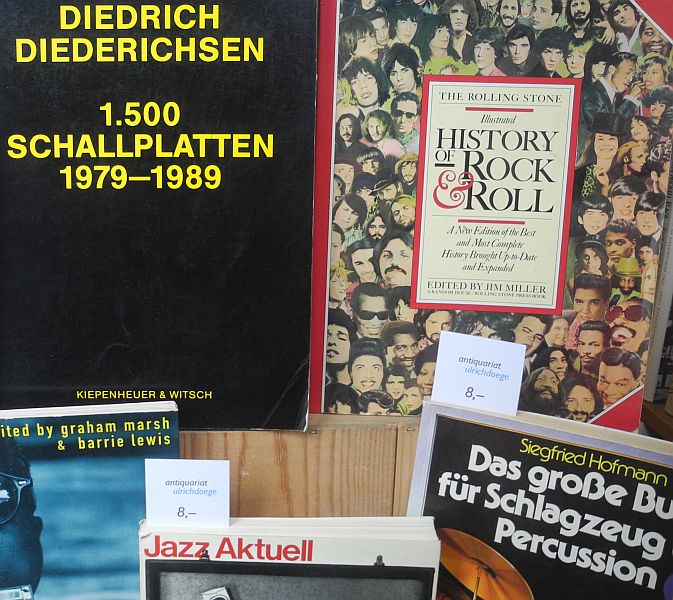 DIEDRICH
DIEDERICHSEN
1.500
SCHALLPLATTEN
1979–1989
KIEPENHEUER & WITSCH
THE ROLLING STONE
Illustrated
HISTORY
OF ROCK
& ROLL
A New Edition of the Best
and Most Complete
History Brought Up-to-Date
and Expanded
EDITED BY JIM MILLER
A RANDOM HOUSE / ROLLING STONE PRESS BOOK
antiquariat
ulrichdoege
8,–
by graham marsh
& barrie lewis
antiquariat
ulrichdoege
8,–
Jazz Aktuell
Siegfried Hofmann
Das große
für Schlagzeug
Percussion